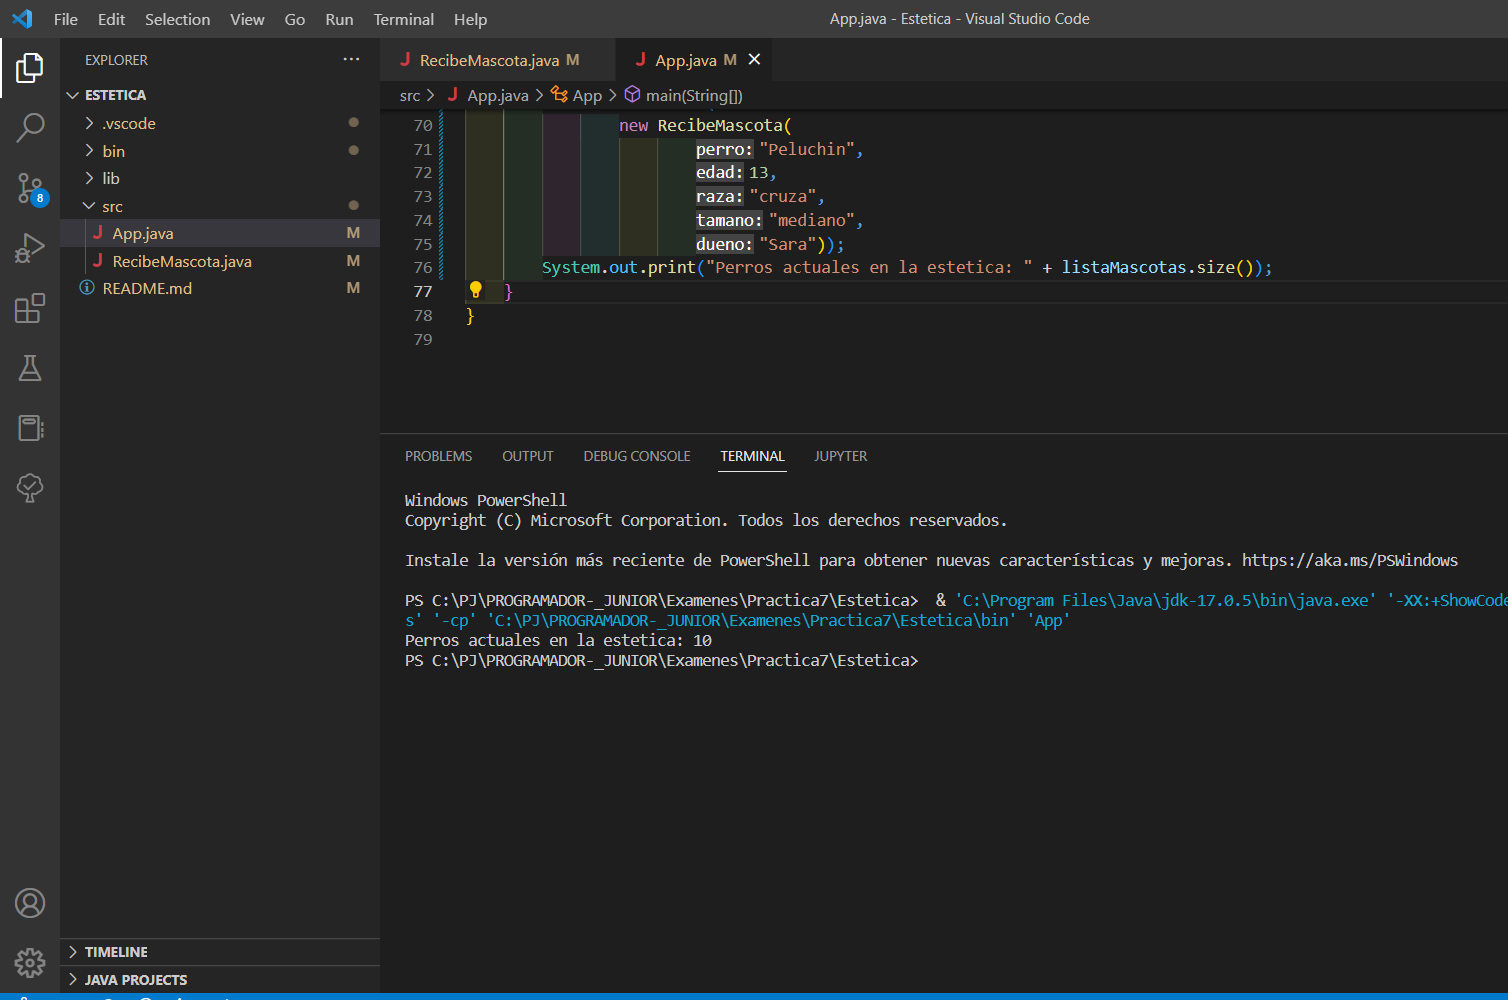 File Edit Selection View Go Run Terminal Help
App.java - Estetica - Visual Studio Code
EXPLORER
ESTETICA
.vscode
bin
lib
src
App.java M
RecibeMascota.java M
README.md M
8
TIMELINE
JAVA PROJECTS
RecibeMascota.java M
App.java M
src > App.java > App > main(String[])
70 new RecibeMascota(
71 perro: "Peluchin",
72 edad: 13,
73 raza: "cruza",
74 tamano: "mediano",
75 dueno: "Sara"));
76 System.out.print("Perros actuales en la estetica: " + listaMascotas.size());
77 }
78 }
79
PROBLEMS OUTPUT DEBUG CONSOLE TERMINAL JUPYTER
Windows PowerShell
Copyright (C) Microsoft Corporation. Todos los derechos reservados.
Instale la versión más reciente de PowerShell para obtener nuevas características y mejoras. https://aka.ms/PSWindows
PS C:\PJ\PROGRAMADOR-_JUNIOR\Examenes\Practica7\Estetica>  & 'C:\Program Files\Java\jdk-17.0.5\bin\java.exe' '-XX:+ShowCode
s' '-cp' 'C:\PJ\PROGRAMADOR-_JUNIOR\Examenes\Practica7\Estetica\bin' 'App'
Perros actuales en la estetica: 10
PS C:\PJ\PROGRAMADOR-_JUNIOR\Examenes\Practica7\Estetica>